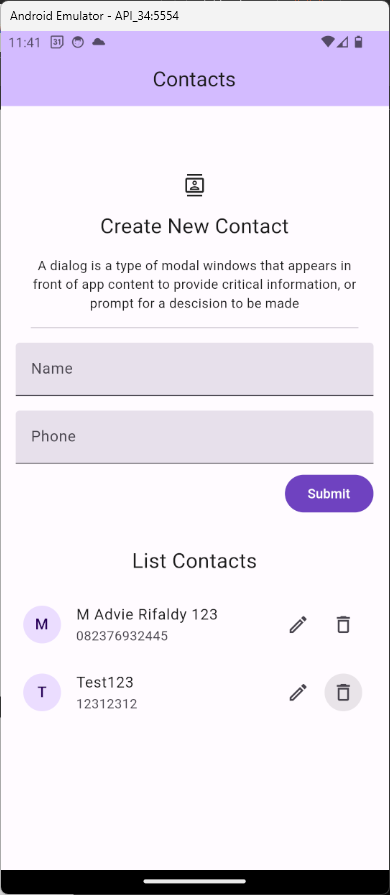 Android Emulator - API_34:5554
11:41
31
Contacts
Create New Contact
A dialog is a type of modal windows that appears in
front of app content to provide critical information, or
prompt for a descision to be made
Name
Phone
Submit
List Contacts
M
M Advie Rifaldy 123
082376932445
T
Test123
12312312